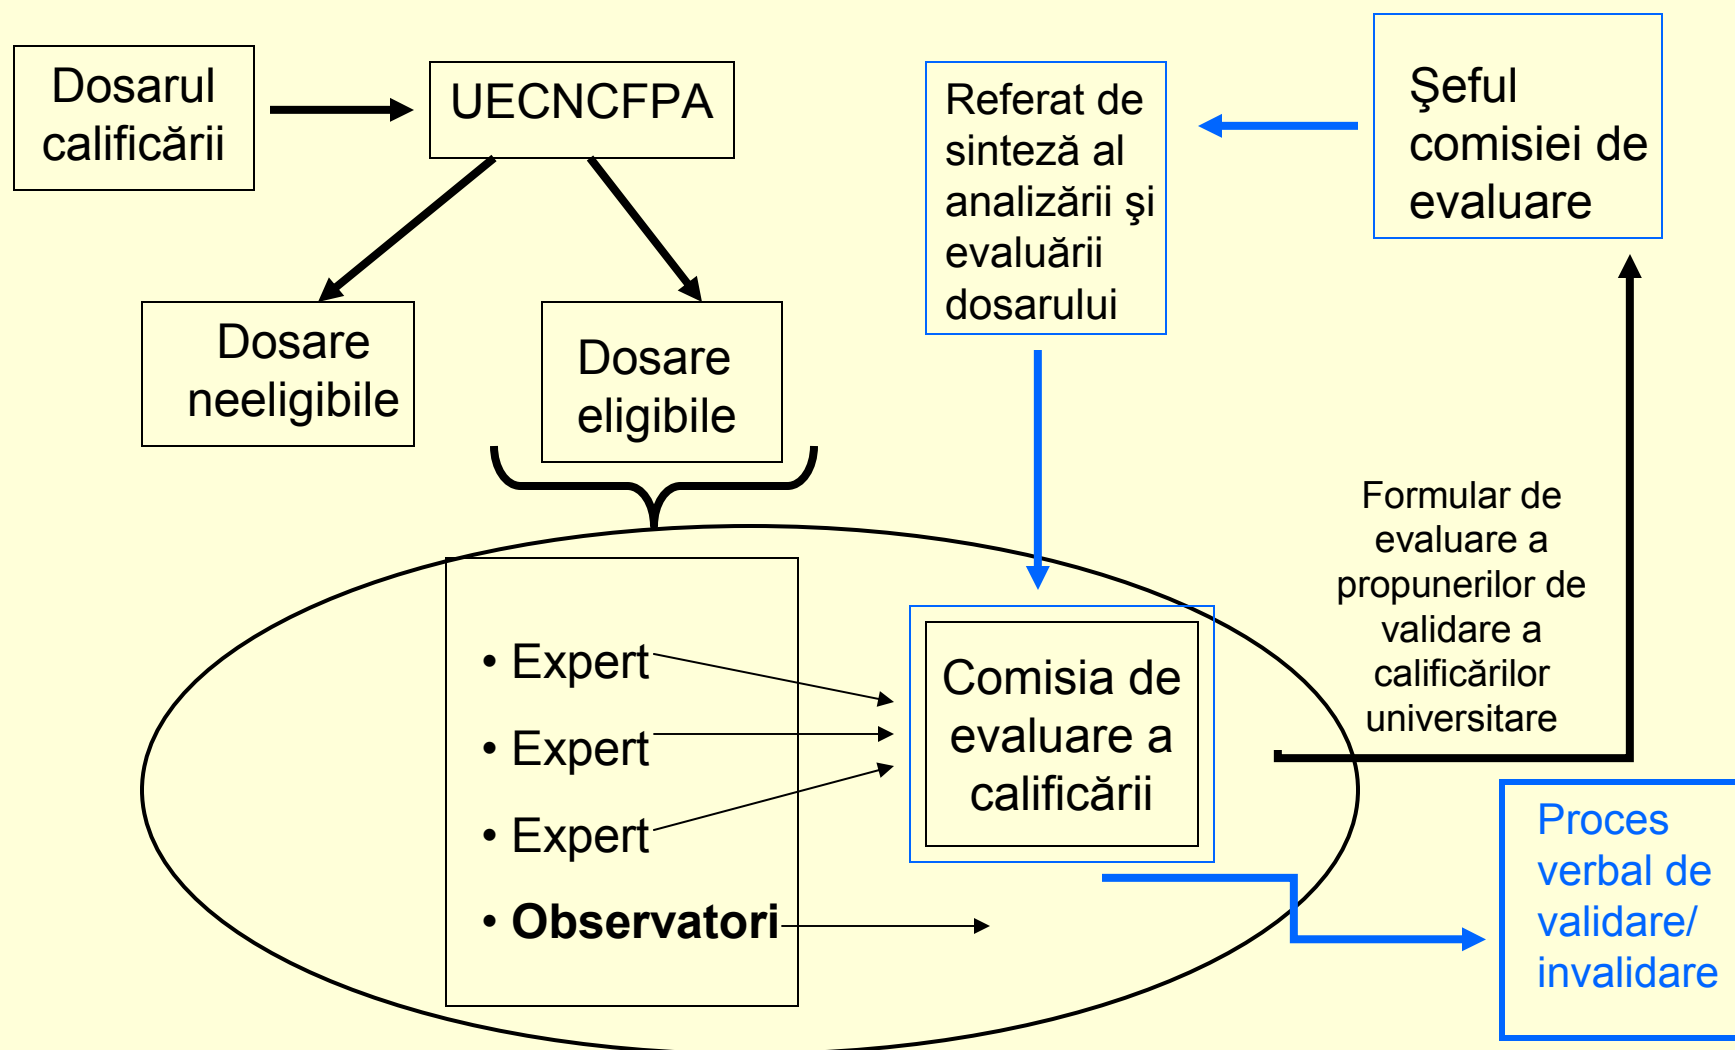 Dosarul
calificării
UECNCFPA
Referat de
sinteză al
analizării şi
evaluării
dosarului
Şeful
comisiei de
evaluare
Dosare
neeligibile
Dosare
eligibile
Formular de
evaluare a
propunerilor de
validare a
calificărilor
universitare
• Expert
• Expert
• Expert
• Observatori
Comisia de
evaluare a
calificării
Proces
verbal de
validare/
invalidare